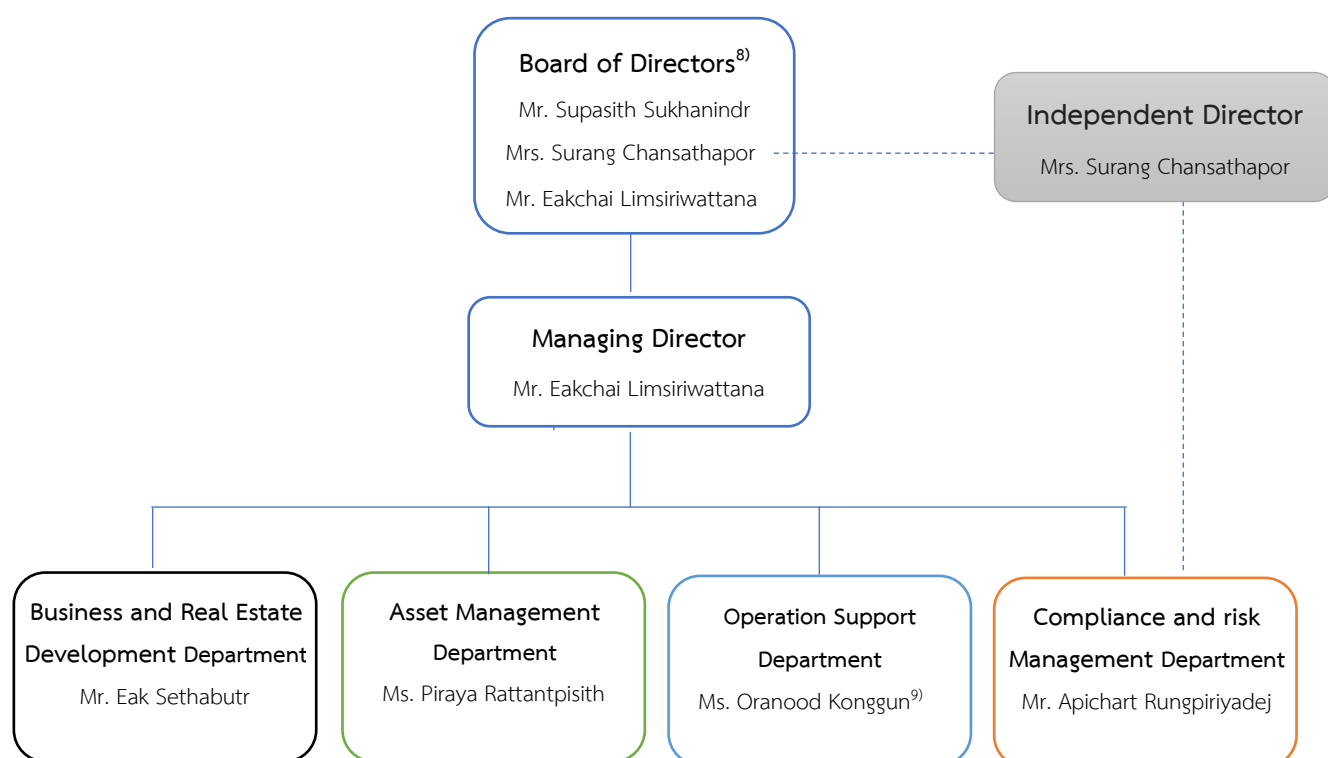 Board of Directors8)
Mr. Supasith Sukhanindr
Mrs. Surang Chansathapor
Mr. Eakchai Limsiriwattana
Independent Director
Mrs. Surang Chansathapor
Managing Director
Mr. Eakchai Limsiriwattana
Business and Real Estate
Development Department
Mr. Eak Sethabutr
Asset Management
Department
Ms. Piraya Rattantpisith
Operation Support
Department
Ms. Oranood Konggun9)
Compliance and risk
Management Department
Mr. Apichart Rungpiriyadej